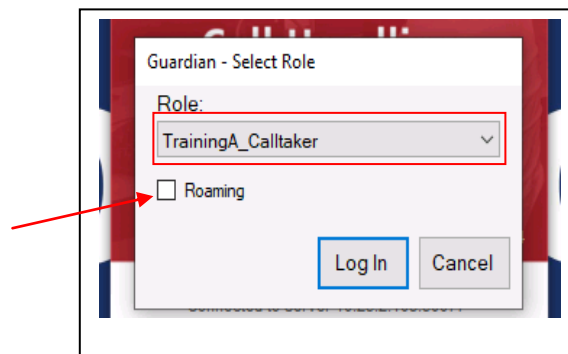 Guardian - Select Role
Role:
TrainingA_Calltaker
Roaming
Log In
Cancel